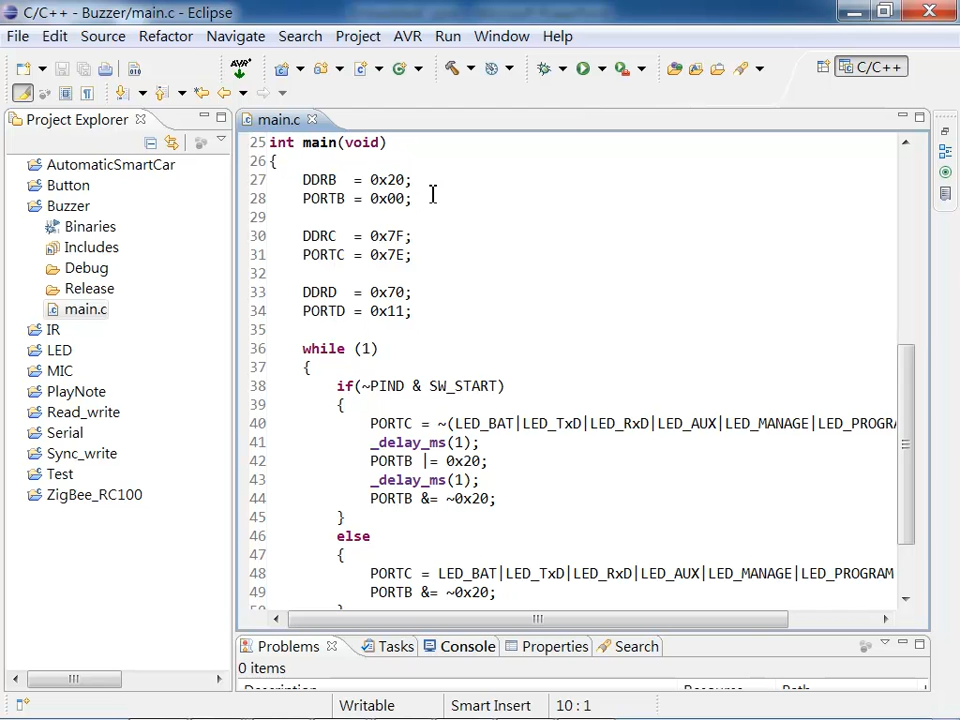 C/C++ - Buzzer/main.c - Eclipse
File Edit Source Refactor Navigate Search Project AVR Run Window Help
AVR C/C++
Project Explorer
main.c
AutomaticSmartCar
Button
Buzzer
Binaries
Includes
Debug
Release
main.c
IR
LED
MIC
PlayNote
Read_write
Serial
Sync_write
Test
ZigBee_RC100
25 int main(void)
26 {
27 DDRB = 0x20;
28 PORTB = 0x00;
29
30 DDRC = 0x7F;
31 PORTC = 0x7E;
32
33 DDRD = 0x70;
34 PORTD = 0x11;
35
36 while (1)
37 {
38 if(~PIND & SW_START)
39 {
40 PORTC = ~(LED_BAT|LED_TxD|LED_RxD|LED_AUX|LED_MANAGE|LED_PROGRA
41 _delay_ms(1);
42 PORTB |= 0x20;
43 _delay_ms(1);
44 PORTB &= ~0x20;
45 }
46 else
47 {
48 PORTC = LED_BAT|LED_TxD|LED_RxD|LED_AUX|LED_MANAGE|LED_PROGRAM
49 PORTB &= ~0x20;
Problems Tasks Console Properties Search
0 items
Description Resource Path
Writable Smart Insert 10 : 1